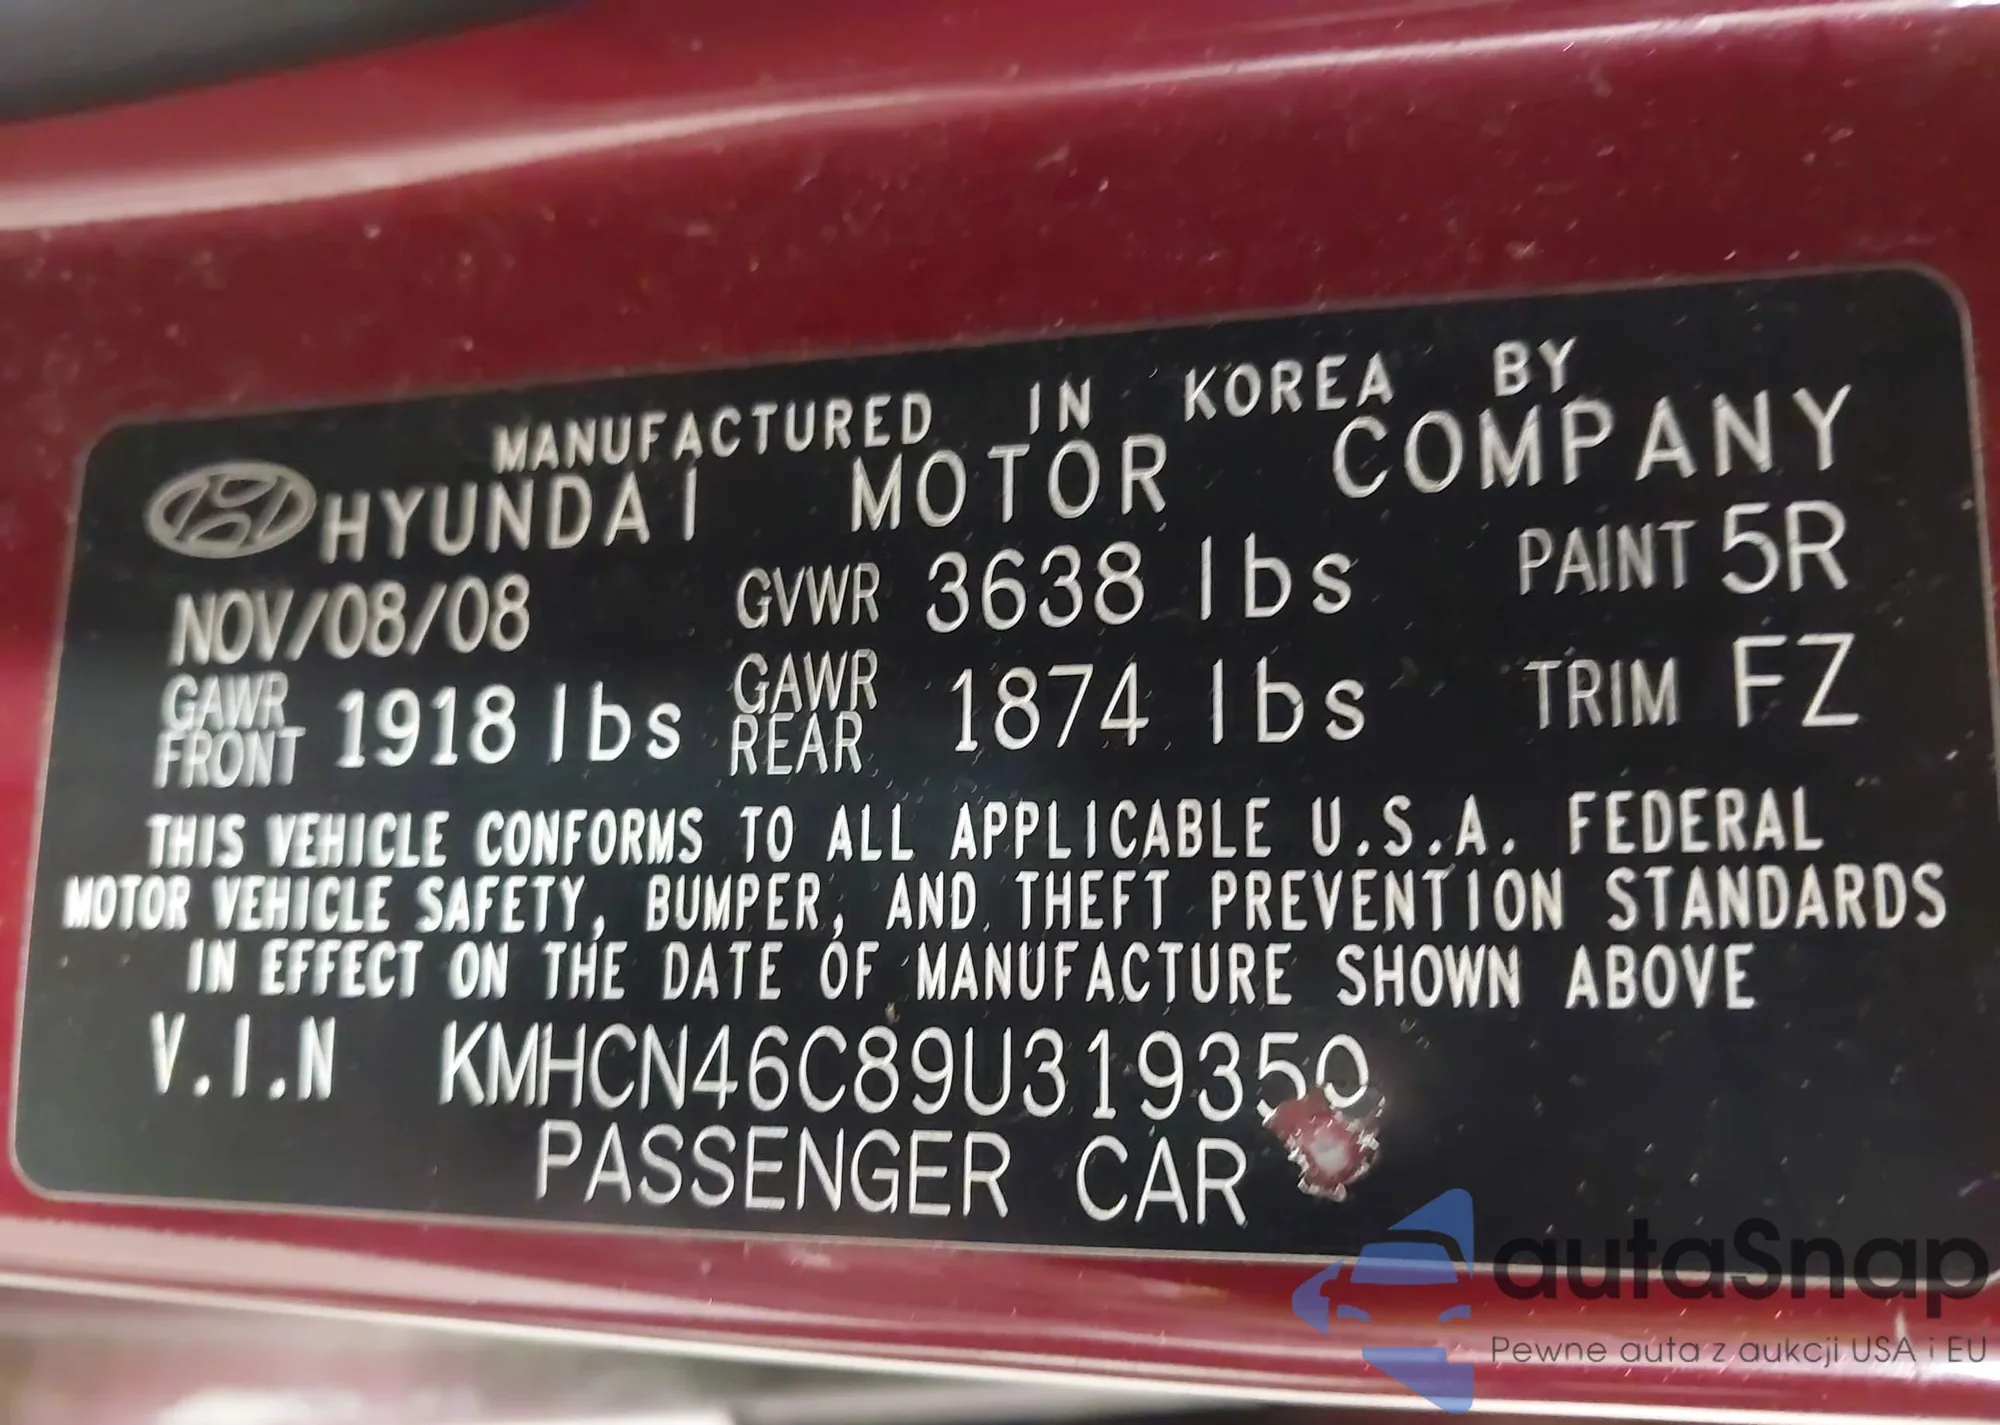 MANUFACTURED IN KOREA BY
HYUNDAI MOTOR COMPANY
NOV/08/08 GVWR 3638 lbs PAINT 5R
GAWR FRONT 1918 lbs GAWR REAR 1874 lbs TRIM FZ
THIS VEHICLE CONFORMS TO ALL APPLICABLE U.S.A. FEDERAL
MOTOR VEHICLE SAFETY, BUMPER, AND THEFT PREVENTION STANDARDS
IN EFFECT ON THE DATE OF MANUFACTURE SHOWN ABOVE
V.I.N KMHCN46C89U319350
PASSENGER CAR
autaSnap
Pewne auta z aukcji USA i EU